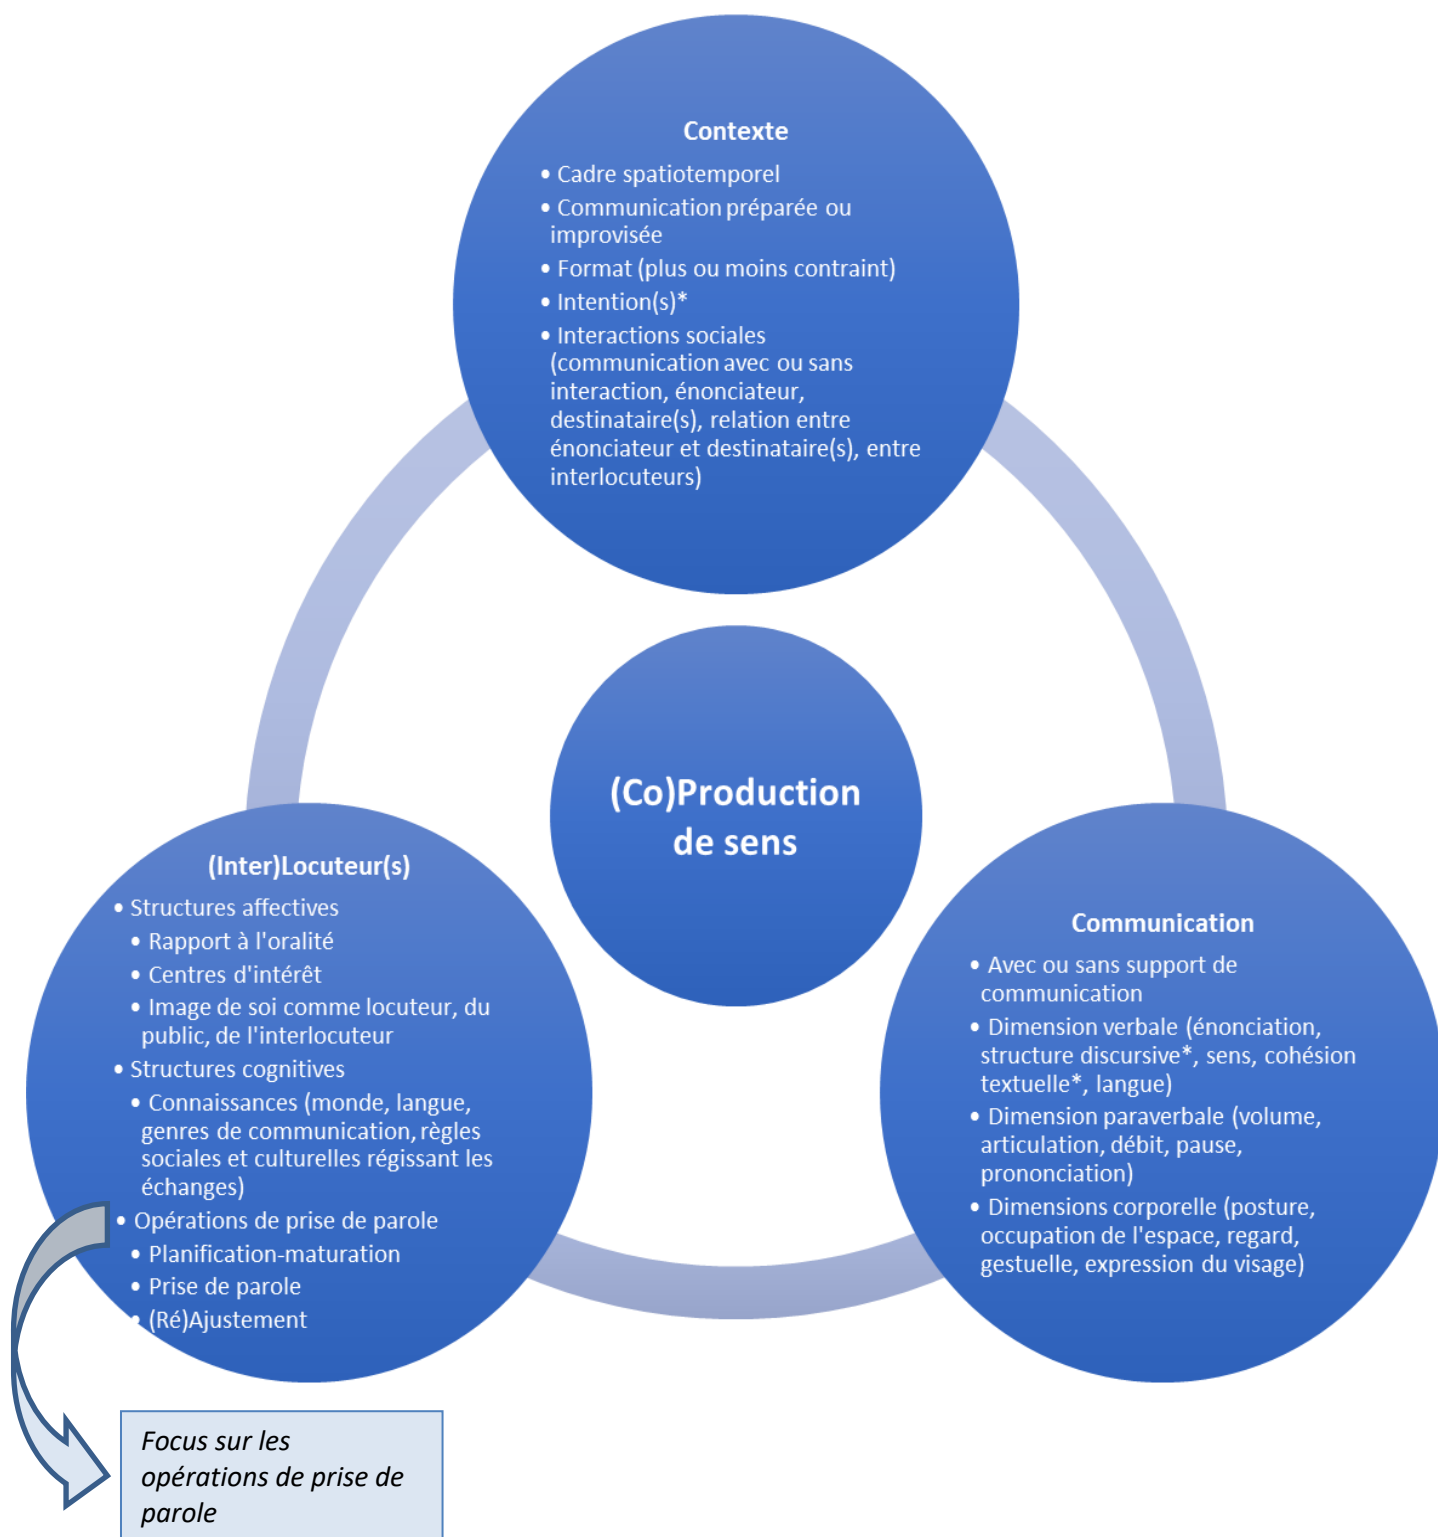 Contexte
• Cadre spatiotemporel
• Communication préparée ou
improvisée
• Format (plus ou moins contraint)
• Intention(s)*
• Interactions sociales
(communication avec ou sans
interaction, énonciateur,
destinataire(s), relation entre
énonciateur et destinataire(s), entre
interlocuteurs)
(Co)Production
de sens
(Inter)Locuteur(s)
• Structures affectives
• Rapport à l'oralité
• Centres d'intérêt
• Image de soi comme locuteur, du
public, de l'interlocuteur
• Structures cognitives
• Connaissances (monde, langue,
genres de communication, règles
sociales et culturelles régissant les
échanges)
• Opérations de prise de parole
• Planification-maturation
• Prise de parole
• (Ré)Ajustement
Communication
• Avec ou sans support de
communication
• Dimension verbale (énonciation,
structure discursive*, sens, cohésion
textuelle*, langue)
• Dimension paraverbale (volume,
articulation, débit, pause,
prononciation)
• Dimensions corporelle (posture,
occupation de l'espace, regard,
gestuelle, expression du visage)
Focus sur les
opérations de prise de
parole